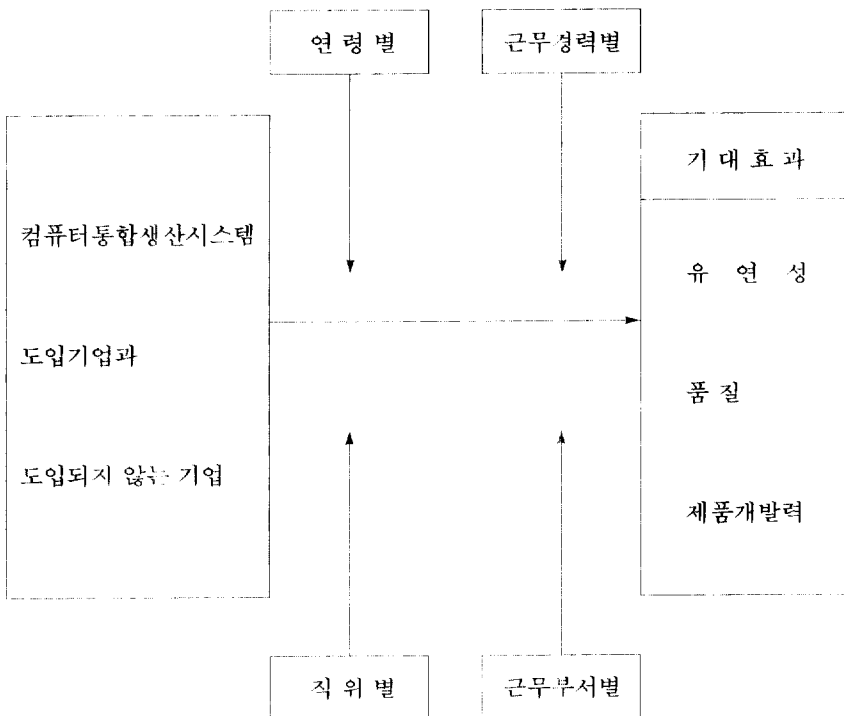 연 령 별
근무경력별
기 대 효 과
컴퓨터통합생산시스템
유 연 성
도입기업과
품 질
도입되지 않는 기업
제품개발력
직 위 별
근무부서별